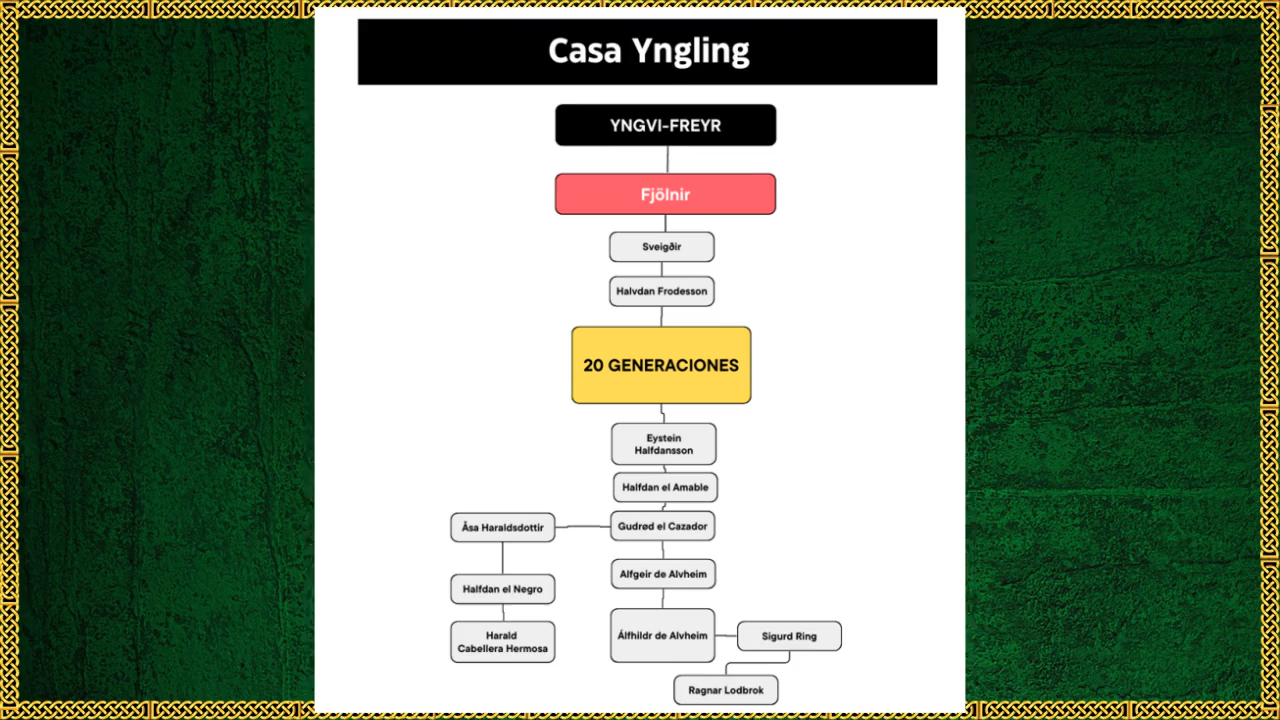 Casa Yngling
YNGVI-FREYR
Fjölnir
Sveigðir
Halvdan Frodesson
20 GENERACIONES
Eystein
Halfdansson
Halfdan el Amable
Åsa Haraldsdottir
Gudrød el Cazador
Alfgeir de Alvheim
Halfdan el Negro
Harald
Cabellera Hermosa
Álfhildr de Alvheim
Sigurd Ring
Ragnar Lodbrok